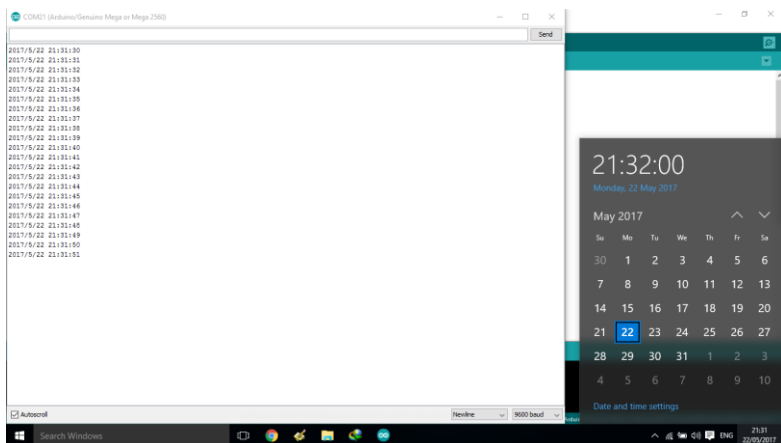 COM21 (Arduino/Genuino Mega or Mega 2560)
Send
2017/5/22 21:31:30
2017/5/22 21:31:31
2017/5/22 21:31:32
2017/5/22 21:31:33
2017/5/22 21:31:34
2017/5/22 21:31:35
2017/5/22 21:31:36
2017/5/22 21:31:37
2017/5/22 21:31:38
2017/5/22 21:31:39
2017/5/22 21:31:40
2017/5/22 21:31:41
2017/5/22 21:31:42
2017/5/22 21:31:43
2017/5/22 21:31:44
2017/5/22 21:31:45
2017/5/22 21:31:46
2017/5/22 21:31:47
2017/5/22 21:31:48
2017/5/22 21:31:49
2017/5/22 21:31:50
2017/5/22 21:31:51
Autoscroll
Newline
9600 baud
21:32:00
Monday, 22 May 2017
May 2017
Su Mo Tu We Th Fr Sa
30 1 2 3 4 5 6
7 8 9 10 11 12 13
14 15 16 17 18 19 20
21 22 23 24 25 26 27
28 29 30 31 1 2 3
4 5 6 7 8 9 10
Date and time settings
Search Windows
ENG
21:31
22/05/2017